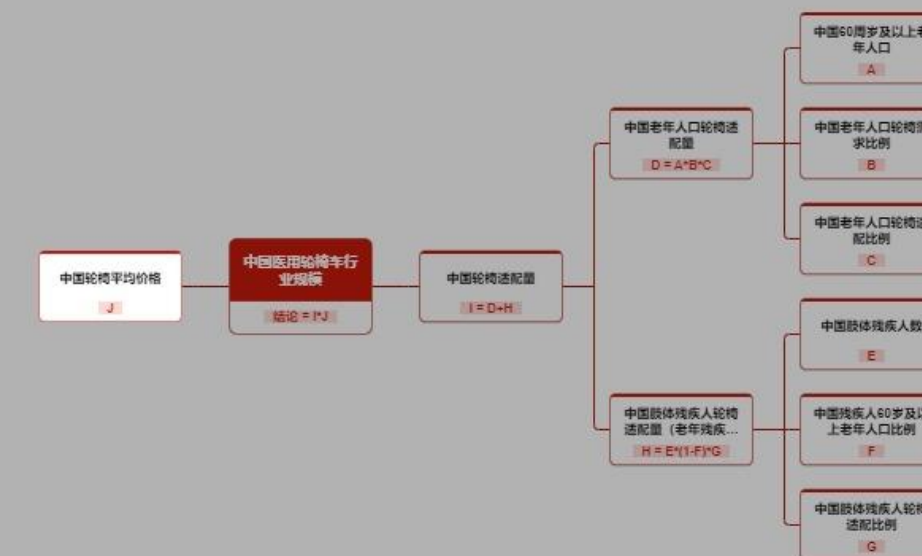 中国60周岁及以上老
年人口
A
中国老年人口轮椅适
配量
D = A*B*C
中国老年人口轮椅需
求比例
B
中国老年人口轮椅适
配比例
C
中国轮椅平均价格
J
中国医用轮椅车行
业规模
结论 = I*J
中国轮椅适配量
I = D+H
中国肢体残疾人数
E
中国肢体残疾人轮椅
适配量（老年残疾...
H = E*(1-F)*G
中国残疾人60岁及以
上老年人口比例
F
中国肢体残疾人轮椅
适配比例
G